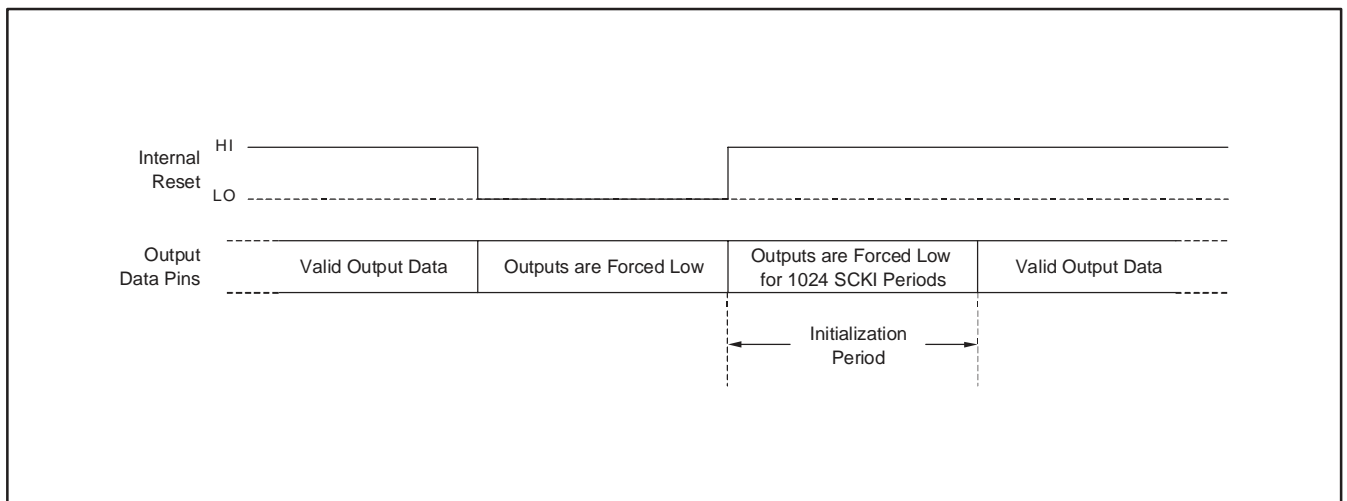 Internal
Reset
HI
LO
Output
Data Pins
Valid Output Data
Outputs are Forced Low
Outputs are Forced Low
for 1024 SCKI Periods
Valid Output Data
Initialization
Period